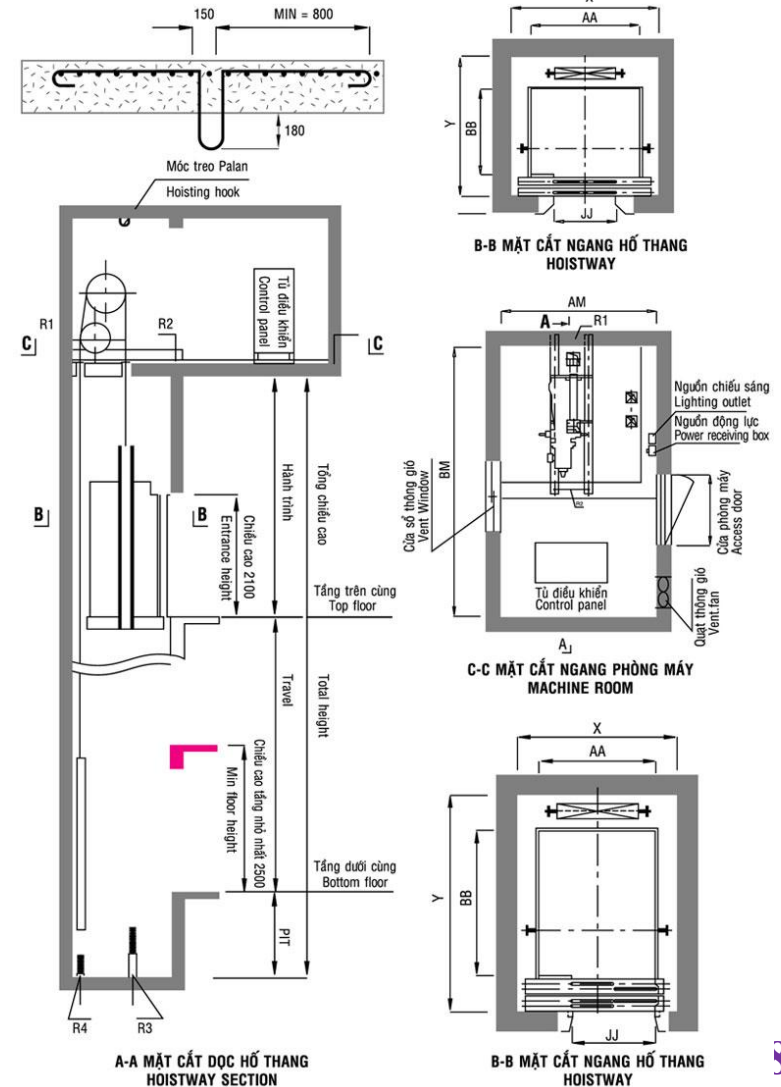 150
MIN = 800
180
Móc treo Palan
Hoisting hook
R1
R2
C
C
Tủ điều khiển
Control panel
B
B
Hành trình
Tổng chiều cao
Chiều cao 2100
Entrance height
Tầng trên cùng
Top floor
Travel
Total height
Chiều cao tầng nhỏ nhất 2500
Min floor height
Tầng dưới cùng
Bottom floor
PIT
R4
R3
A-A MẶT CẮT DỌC HỐ THANG
HOISTWAY SECTION
X
AA
Y
BB
JJ
B-B MẶT CẮT NGANG HỐ THANG
HOISTWAY
AM
A
R1
BM
Nguồn chiếu sáng
Lighting outlet
Nguồn động lực
Power receiving box
Cửa sổ thông gió
Vent Window
Cửa phòng máy
Access door
R2
Tủ điều khiển
Control panel
Quạt thông gió
Vent.fan
A
C-C MẶT CẮT NGANG PHÒNG MÁY
MACHINE ROOM
X
AA
Y
BB
JJ
B-B MẶT CẮT NGANG HỐ THANG
HOISTWAY